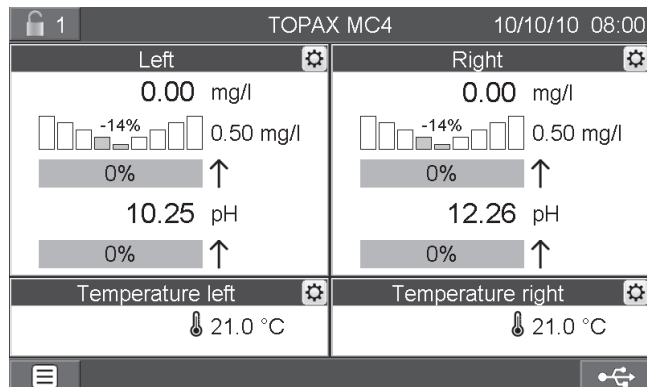 1 TOPAX MC4 10/10/10 08:00
Left Right
0.00 mg/l 0.00 mg/l
-14% 0.50 mg/l -14% 0.50 mg/l
0% 0%
10.25 pH 12.26 pH
0% 0%
Temperature left Temperature right
21.0 °C 21.0 °C